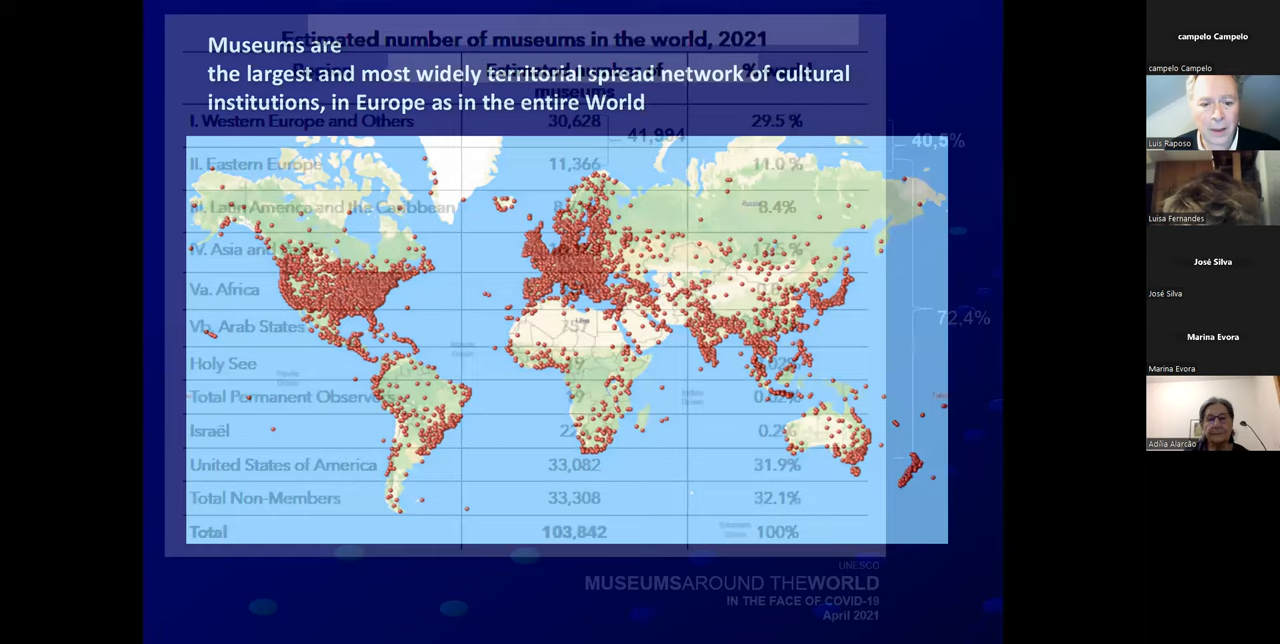 Museums are
the largest and most widely territorial spread network of cultural
institutions, in Europe as in the entire World
Estimated number of museums in the world, 2021
Region Estimated number of museums %
I. Western Europe and Others 30,628 29.5 %
41,994 40,5%
II. Eastern Europe 11,366 11.0 %
III. Latin America and the Caribbean 8.4%
IV. Asia and
Va. Africa
72,4%
Vb. Arab States
Holy See
Total Permanent Observers
Israël 0.2%
United States of America 33,082 31.9%
Total Non-Members 33,308 32.1%
Total 103,842 100%
UNESCO
MUSEUMSAROUND THEWORLD
IN THE FACE OF COVID-19
April 2021
campelo Campelo
campelo Campelo
Luis Raposo
Luisa Fernandes
José Silva
José Silva
Marina Evora
Marina Evora
Adília Alarcão